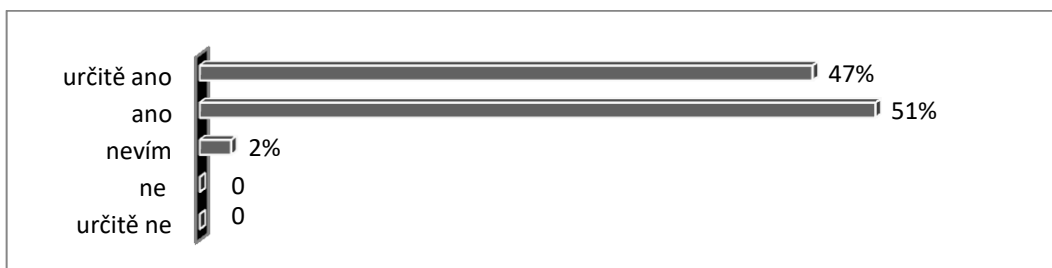 určitě ano 47%
ano 51%
nevím 2%
ne 0
určitě ne 0